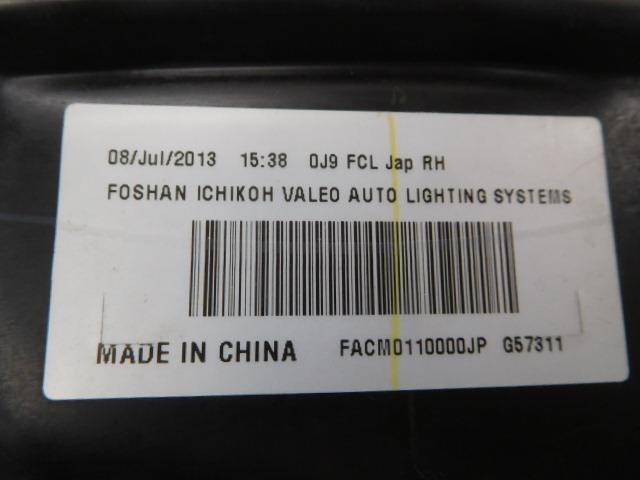 08/Jul/2013 15:38 0J9 FCL Jap RH
FOSHAN ICHIKOH VALEO AUTO LIGHTING SYSTEMS
MADE IN CHINA FACM0110000JP G57311